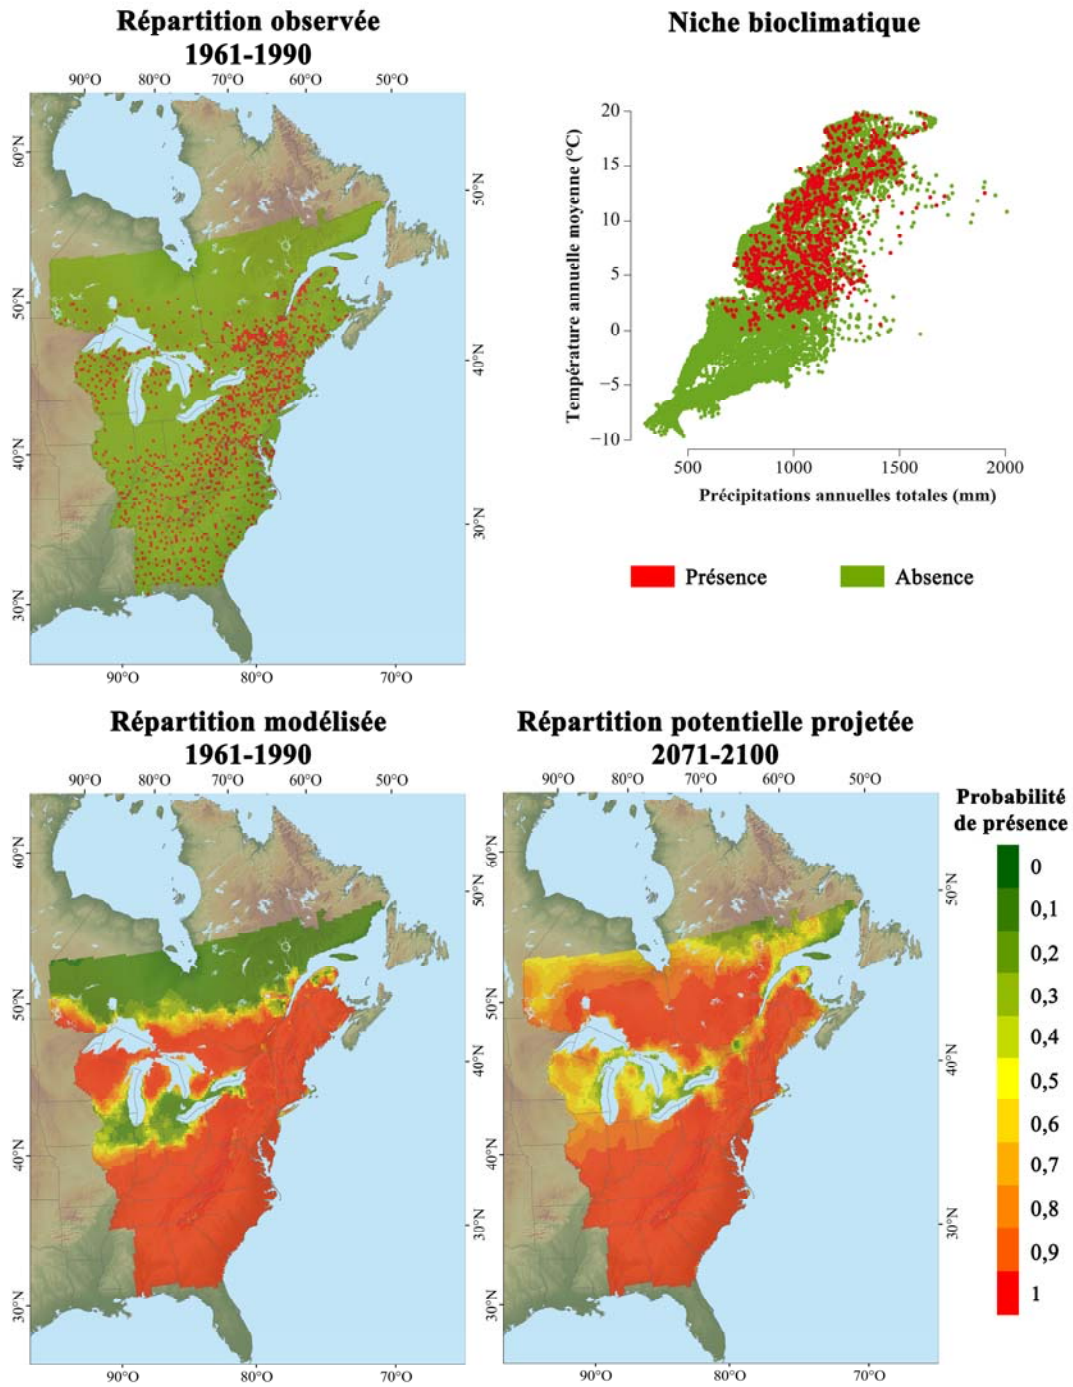 Répartition observée
1961-1990
90°O 80°O 70°O 60°O 50°O
60°N
50°N
40°N
30°N
50°N
40°N
30°N
90°O 80°O 70°O
Niche bioclimatique
Température annuelle moyenne (°C)
20
15
10
5
0
−5
−10
500 1000 1500 2000
Précipitations annuelles totales (mm)
Présence Absence
Répartition modélisée
1961-1990
90°O 80°O 70°O 60°O 50°O
60°N
50°N
40°N
30°N
50°N
40°N
30°N
90°O 80°O 70°O
Répartition potentielle projetée
2071-2100
90°O 80°O 70°O 60°O 50°O
60°N
50°N
40°N
30°N
50°N
40°N
30°N
90°O 80°O 70°O
Probabilité
de présence
0
0,1
0,2
0,3
0,4
0,5
0,6
0,7
0,8
0,9
1